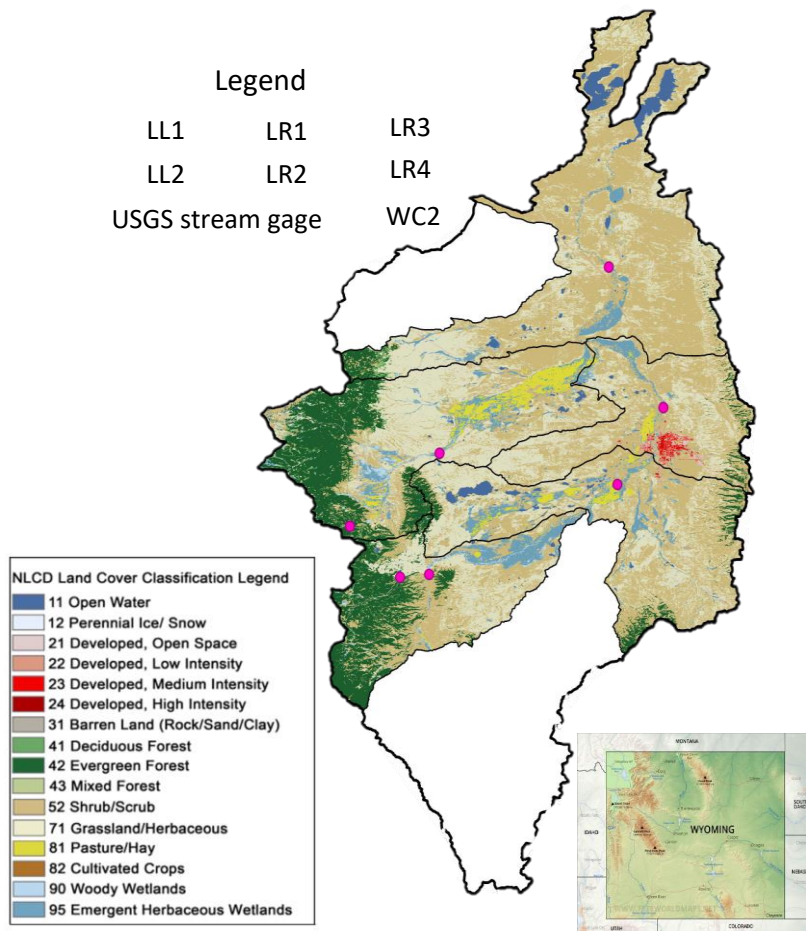 Legend
LL1 LR1 LR3
LL2 LR2 LR4
USGS stream gage WC2
NLCD Land Cover Classification Legend
11 Open Water
12 Perennial Ice/ Snow
21 Developed, Open Space
22 Developed, Low Intensity
23 Developed, Medium Intensity
24 Developed, High Intensity
31 Barren Land (Rock/Sand/Clay)
41 Deciduous Forest
42 Evergreen Forest
43 Mixed Forest
52 Shrub/Scrub
71 Grassland/Herbaceous
81 Pasture/Hay
82 Cultivated Crops
90 Woody Wetlands
95 Emergent Herbaceous Wetlands
MONTANA
WYOMING
IDAHO
UTAH
COLORADO